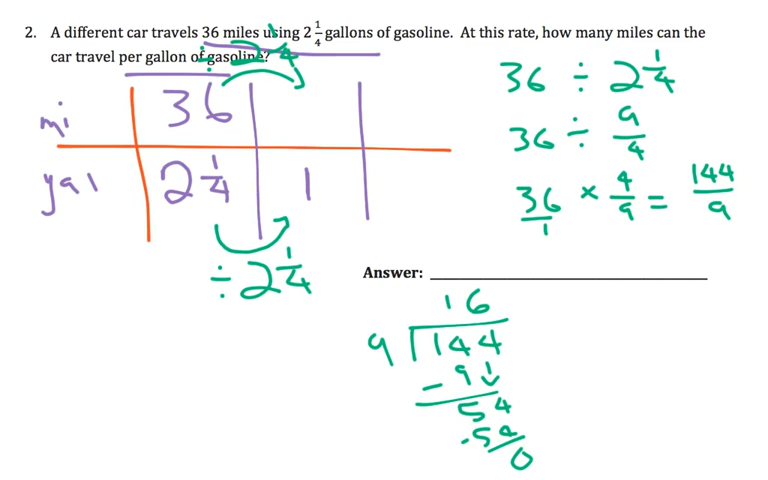 2. A different car travels 36 miles using 2 1/4 gallons of gasoline. At this rate, how many miles can the
car travel per gallon of gasoline?
÷ 2 1/4
mi 36
gal 2 1/4 1
÷ 2 1/4
36 ÷ 2 1/4
36 ÷ 9/4
36/1 × 4/9 = 144/9
Answer:
16
9 144
- 9 ↓
54
-54
0